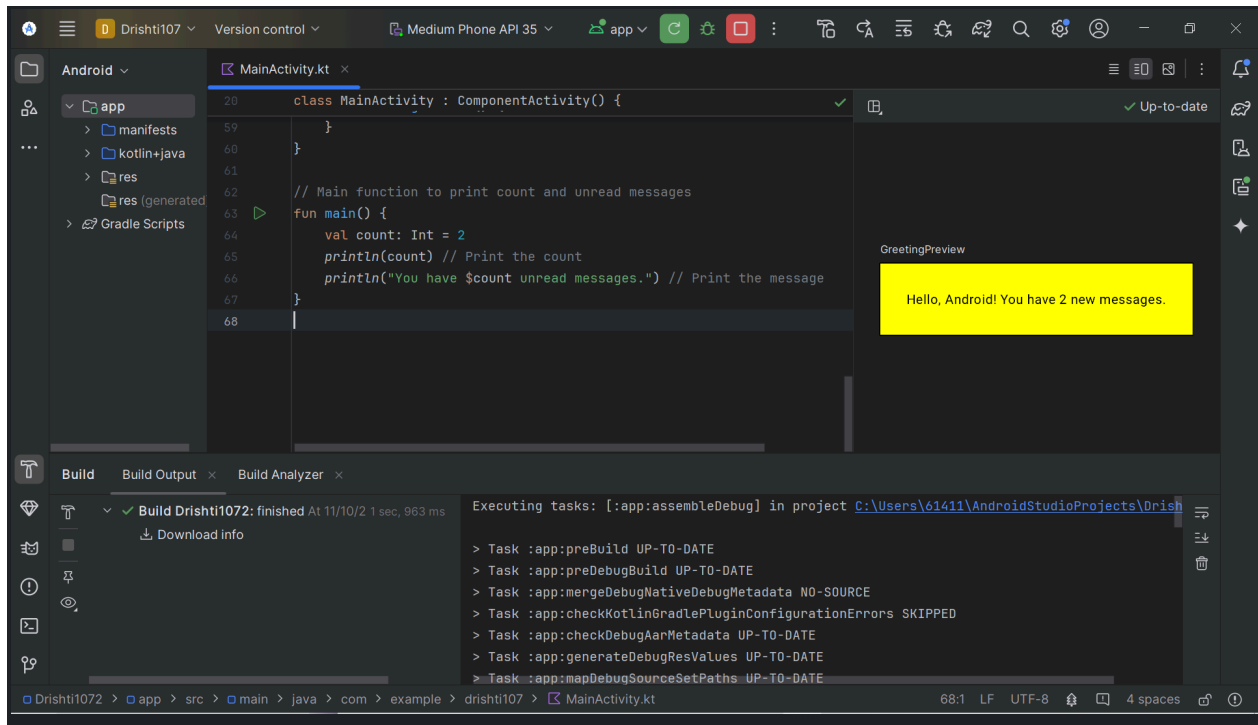 D Drishti107 Version control Medium Phone API 35 app
Android
MainActivity.kt
app
manifests
kotlin+java
res
res (generated
Gradle Scripts
20 class MainActivity : ComponentActivity() {
59 }
60 }
61
62 // Main function to print count and unread messages
63 fun main() {
64 val count: Int = 2
65 println(count) // Print the count
66 println("You have $count unread messages.") // Print the message
67 }
68
Up-to-date
GreetingPreview
Hello, Android! You have 2 new messages.
Build Build Output Build Analyzer
Build Drishti1072: finished At 11/10/2 1 sec, 963 ms
Download info
Executing tasks: [:app:assembleDebug] in project C:\Users\61411\AndroidStudioProjects\Drish
> Task :app:preBuild UP-TO-DATE
> Task :app:preDebugBuild UP-TO-DATE
> Task :app:mergeDebugNativeDebugMetadata NO-SOURCE
> Task :app:checkKotlinGradlePluginConfigurationErrors SKIPPED
> Task :app:checkDebugAarMetadata UP-TO-DATE
> Task :app:generateDebugResValues UP-TO-DATE
> Task :app:mapDebugSourceSetPaths UP-TO-DATE
Drishti1072 > app > src > main > java > com > example > drishti107 > MainActivity.kt 68:1 LF UTF-8 4 spaces